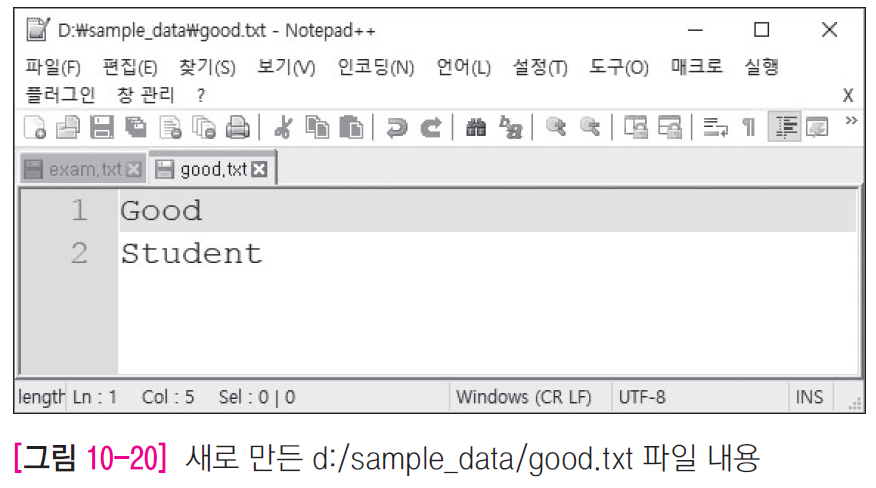 D:₩sample_data₩good.txt - Notepad++
파일(F) 편집(E) 찾기(S) 보기(V) 인코딩(N) 언어(L) 설정(T) 도구(O) 매크로 실행
플러그인 창 관리 ? X
exam.txt good.txt
1 Good
2 Student
length Ln : 1 Col : 5 Sel : 0 | 0 Windows (CR LF) UTF-8 INS
[그림 10-20] 새로 만든 d:/sample_data/good.txt 파일 내용